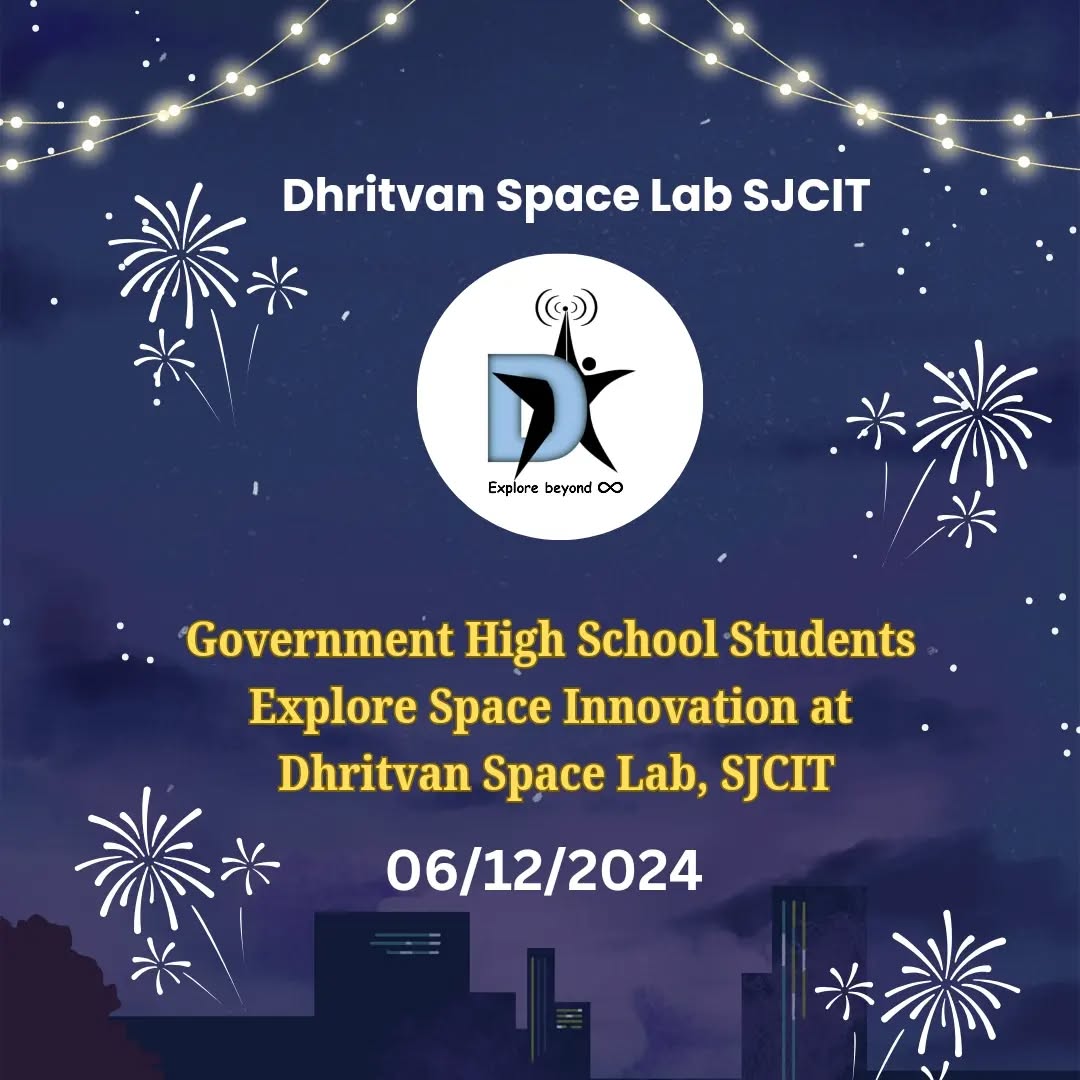 Dhritvan Space Lab SJCIT
D
Explore beyond ∞
Government High School Students
Explore Space Innovation at
Dhritvan Space Lab, SJCIT
06/12/2024